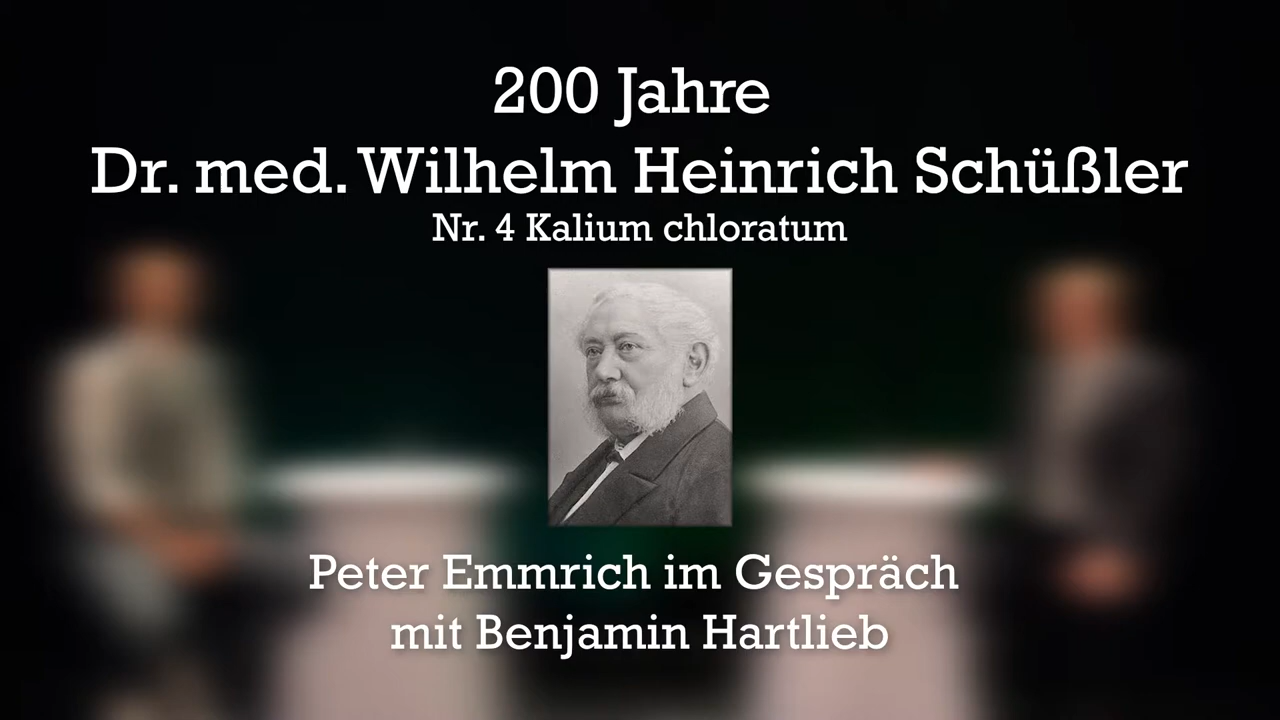 200 Jahre
Dr. med. Wilhelm Heinrich Schüßler
Nr. 4 Kalium chloratum
Peter Emmrich im Gespräch
mit Benjamin Hartlieb